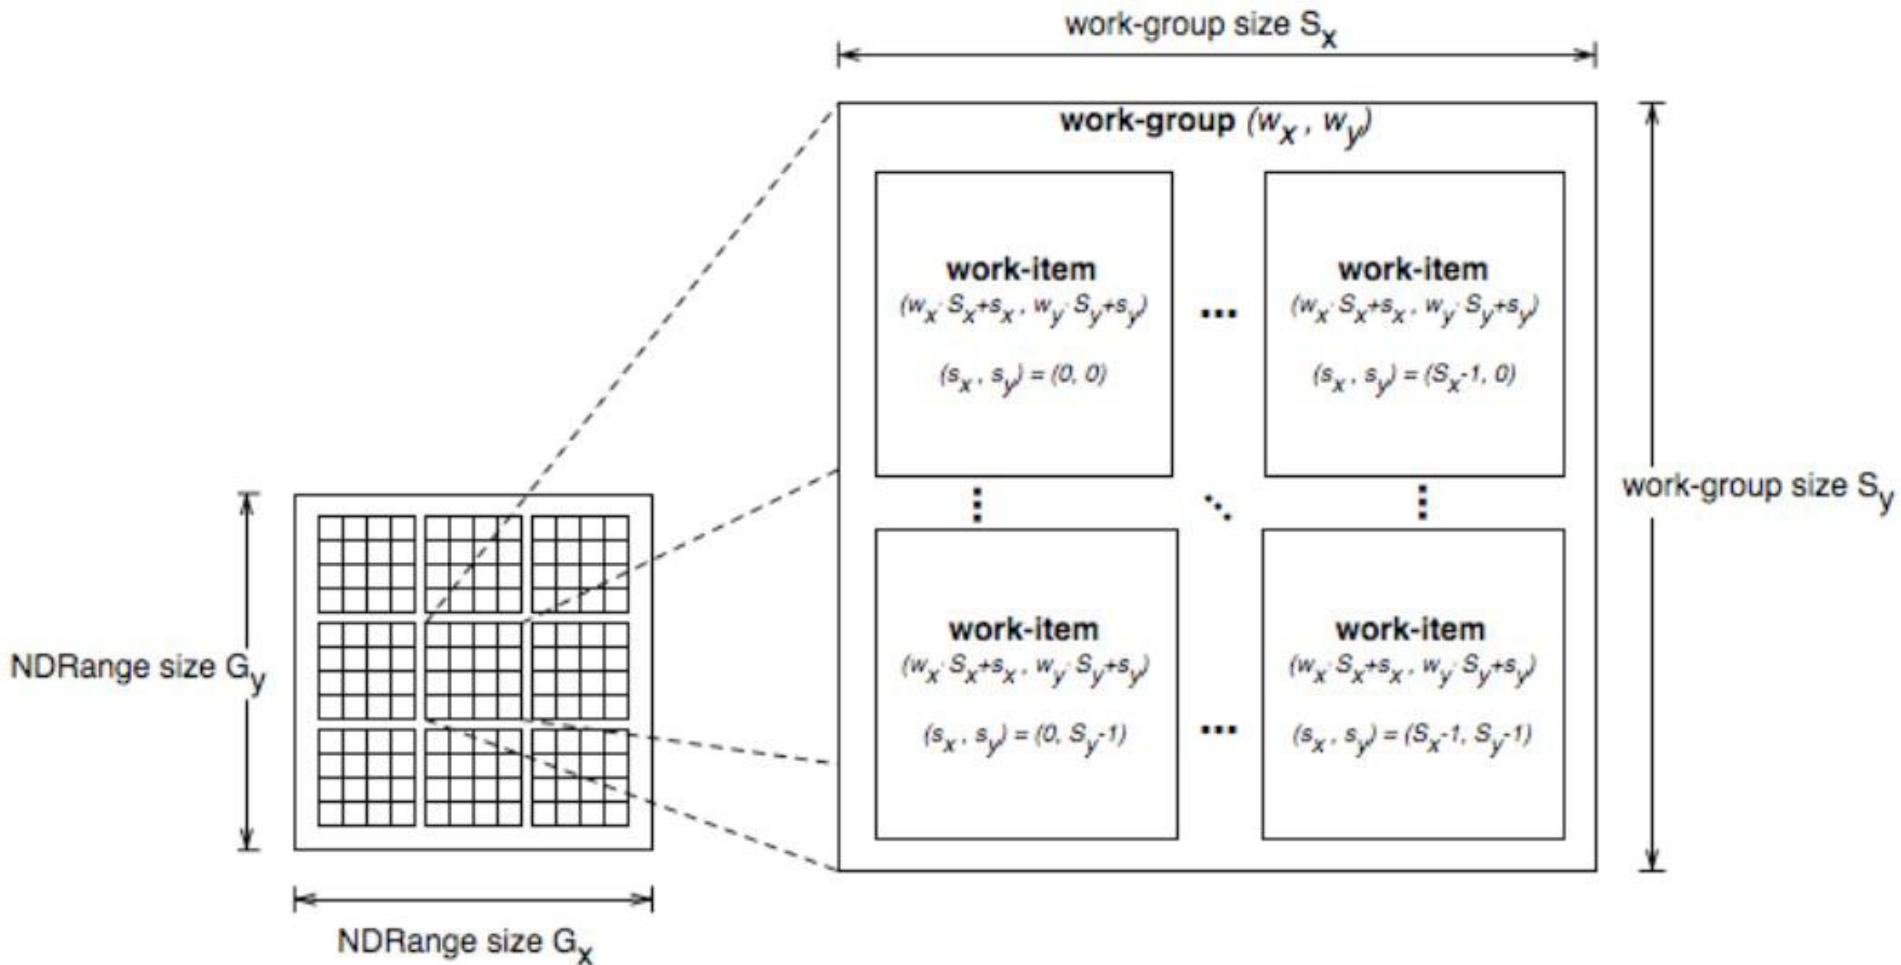 work-group size Sx
work-group (wx, wy)
work-item
(wx· Sx+sx, wy· Sy+sy)
(sx, sy) = (0, 0)
...
work-item
(wx· Sx+sx, wy· Sy+sy)
(sx, sy) = (Sx-1, 0)
work-group size Sy
work-item
(wx· Sx+sx, wy· Sy+sy)
(sx, sy) = (0, Sy-1)
...
work-item
(wx· Sx+sx, wy· Sy+sy)
(sx, sy) = (Sx-1, Sy-1)
NDRange size Gy
NDRange size Gx